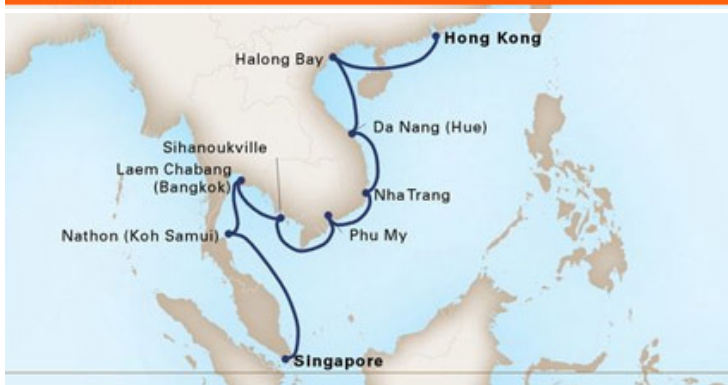 Hong Kong
Halong Bay
Da Nang (Hue)
Sihanoukville
Laem Chabang
(Bangkok)
Nha Trang
Nathon (Koh Samui)
Phu My
Singapore